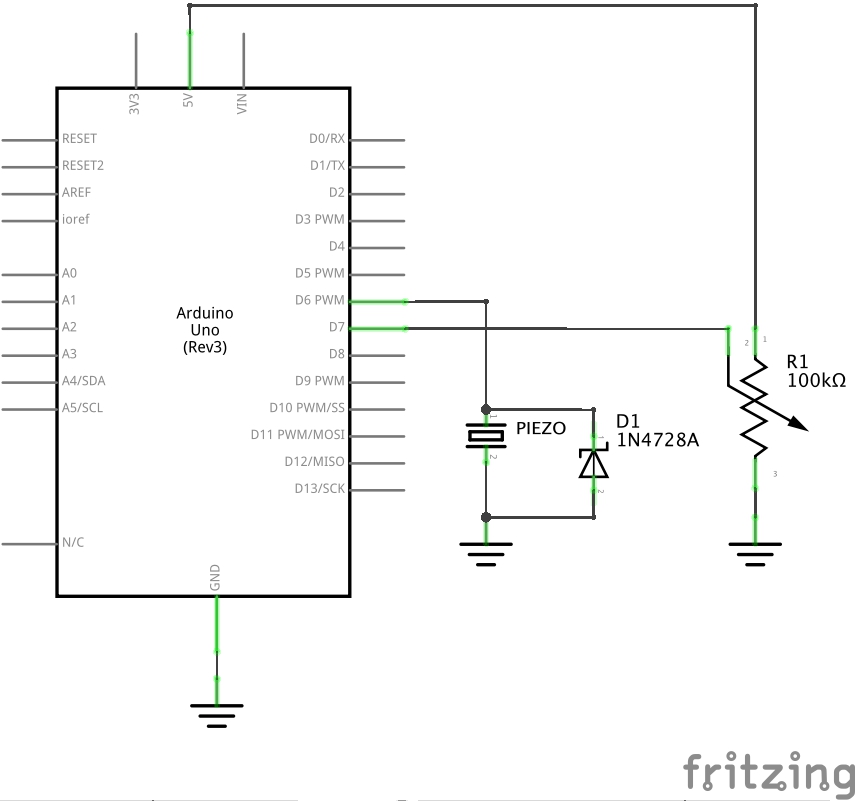 3V3
5V
VIN
RESET
RESET2
AREF
ioref
A0
A1
A2
A3
A4/SDA
A5/SCL
N/C
Arduino
Uno
(Rev3)
D0/RX
D1/TX
D2
D3 PWM
D4
D5 PWM
D6 PWM
D7
D8
D9 PWM
D10 PWM/SS
D11 PWM/MOSI
D12/MISO
D13/SCK
GND
1
PIEZO
2
D1
1N4728A
1
2
2
1
R1
100kΩ
3
fritzing